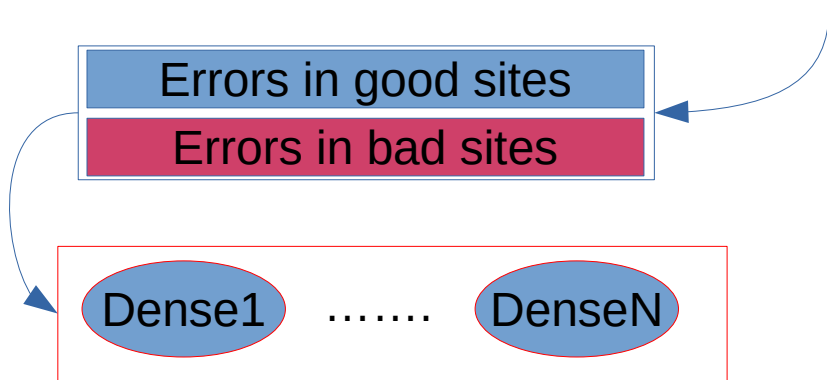 Errors in good sites
Errors in bad sites
Dense1 ....... DenseN